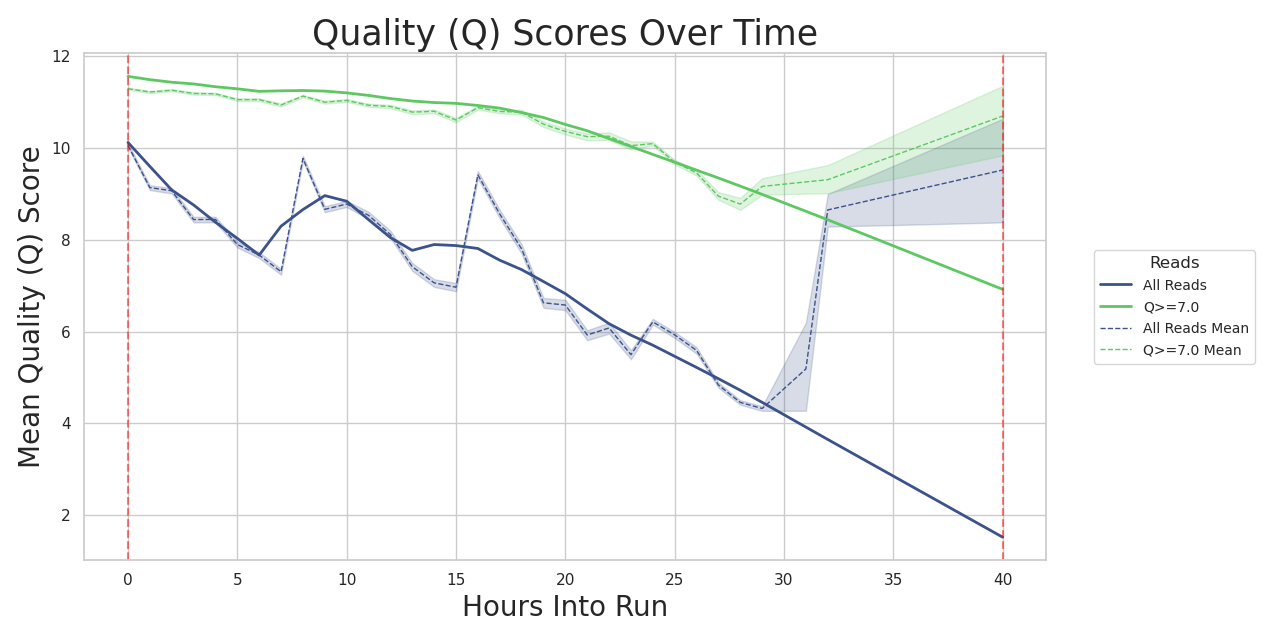 Quality (Q) Scores Over Time
Mean Quality (Q) Score
12
10
8
6
4
2
0 5 10 15 20 25 30 35 40
Hours Into Run
Reads
All Reads
Q>=7.0
All Reads Mean
Q>=7.0 Mean